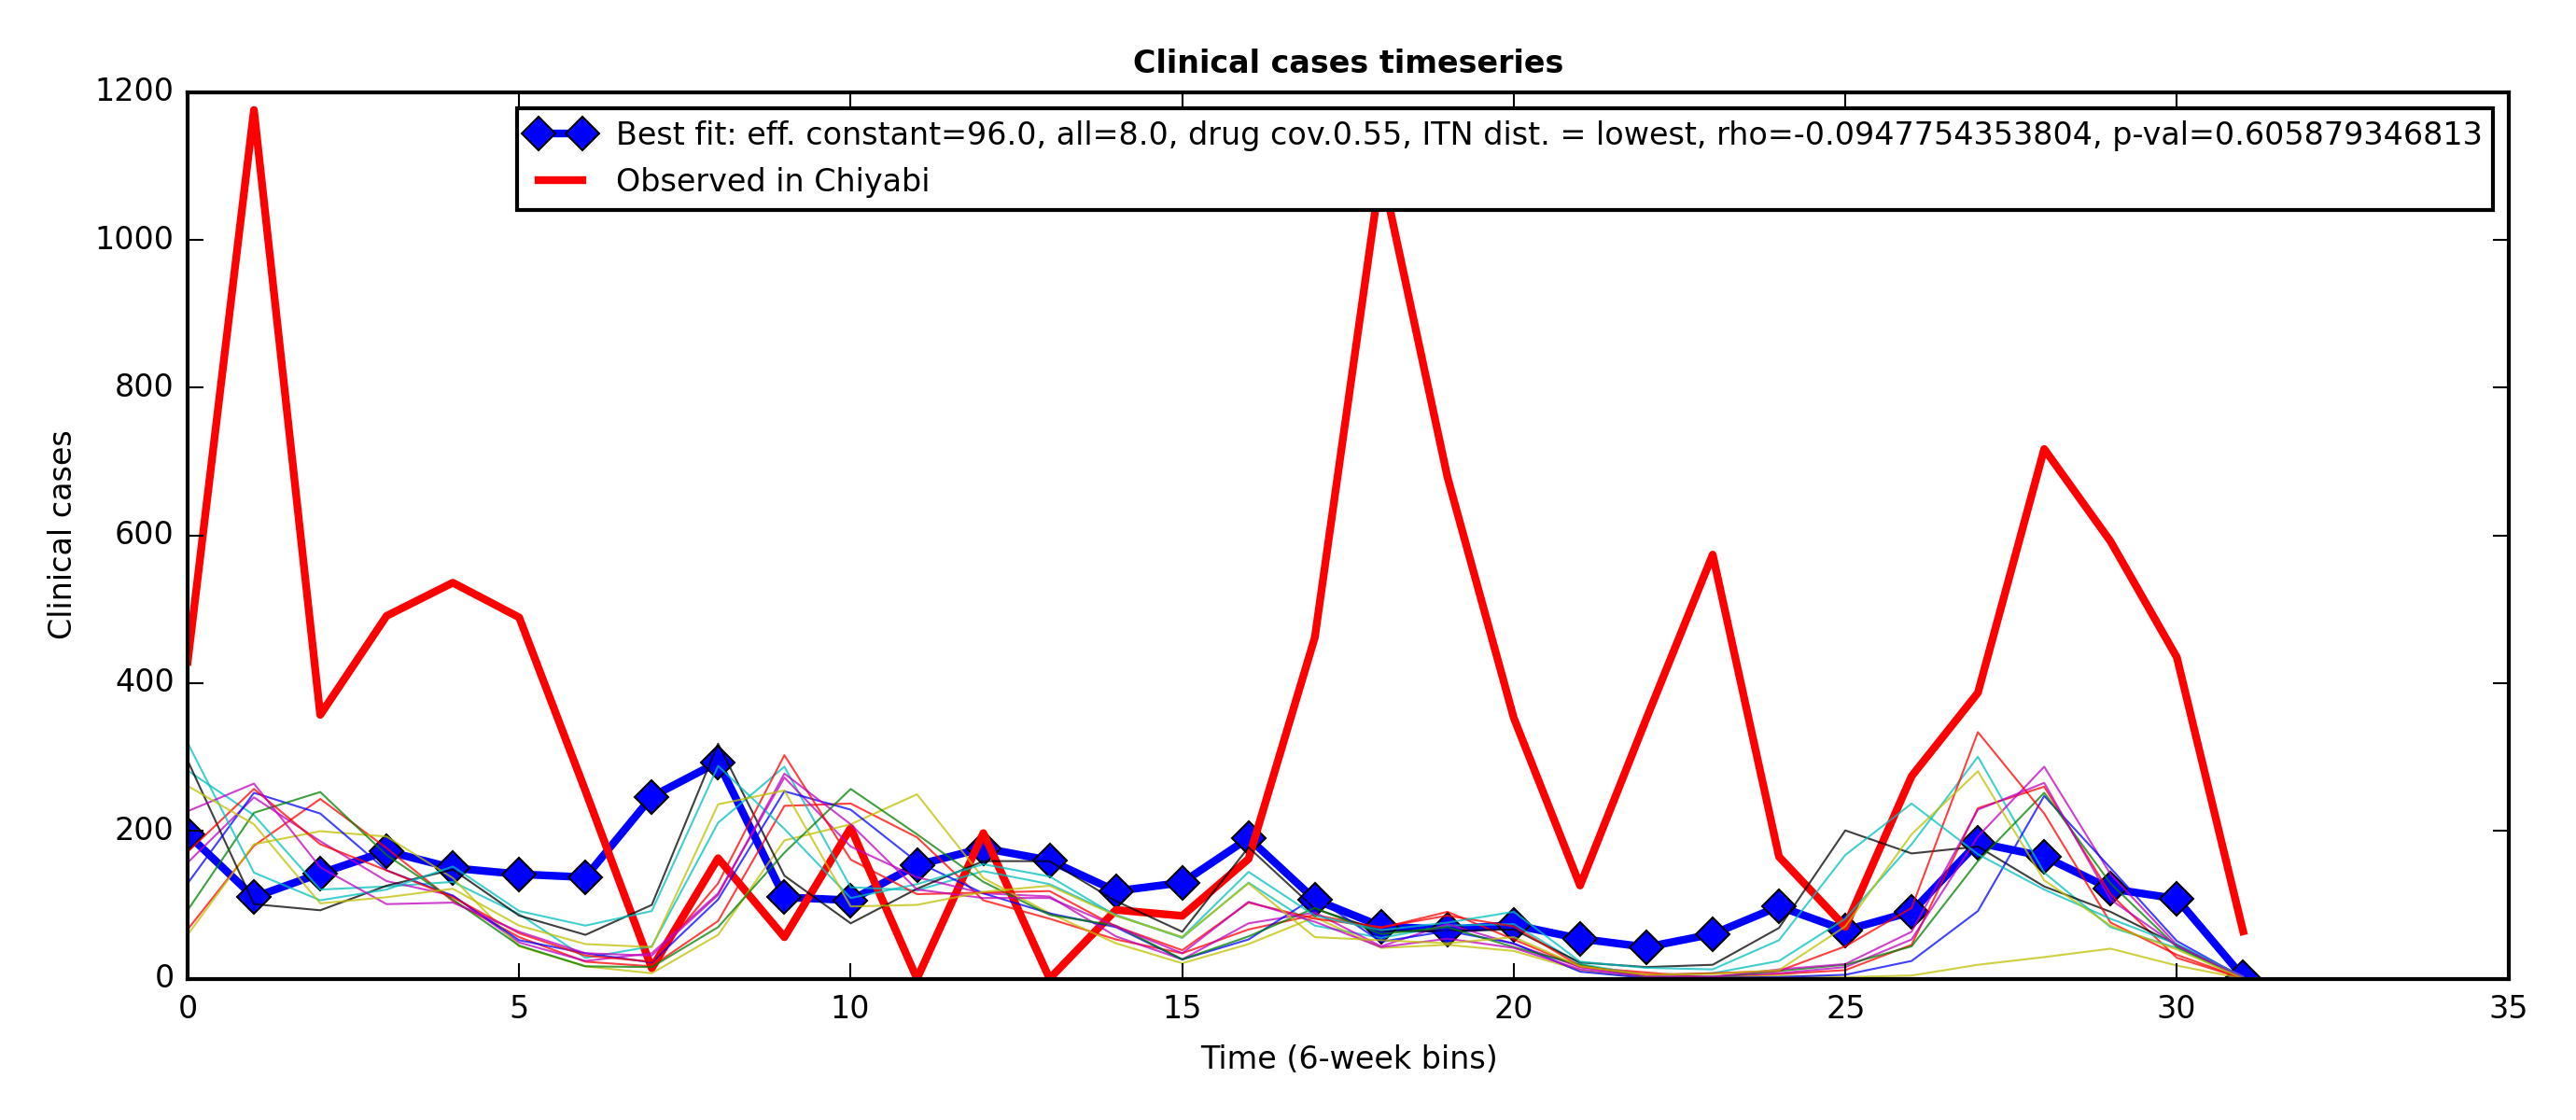 Clinical cases timeseries
Best fit: eff. constant=96.0, all=8.0, drug cov.0.55, ITN dist. = lowest, rho=-0.0947754353804, p-val=0.605879346813
Observed in Chiyabi
1200
1000
800
600
400
200
0
Clinical cases
0 5 10 15 20 25 30 35
Time (6-week bins)